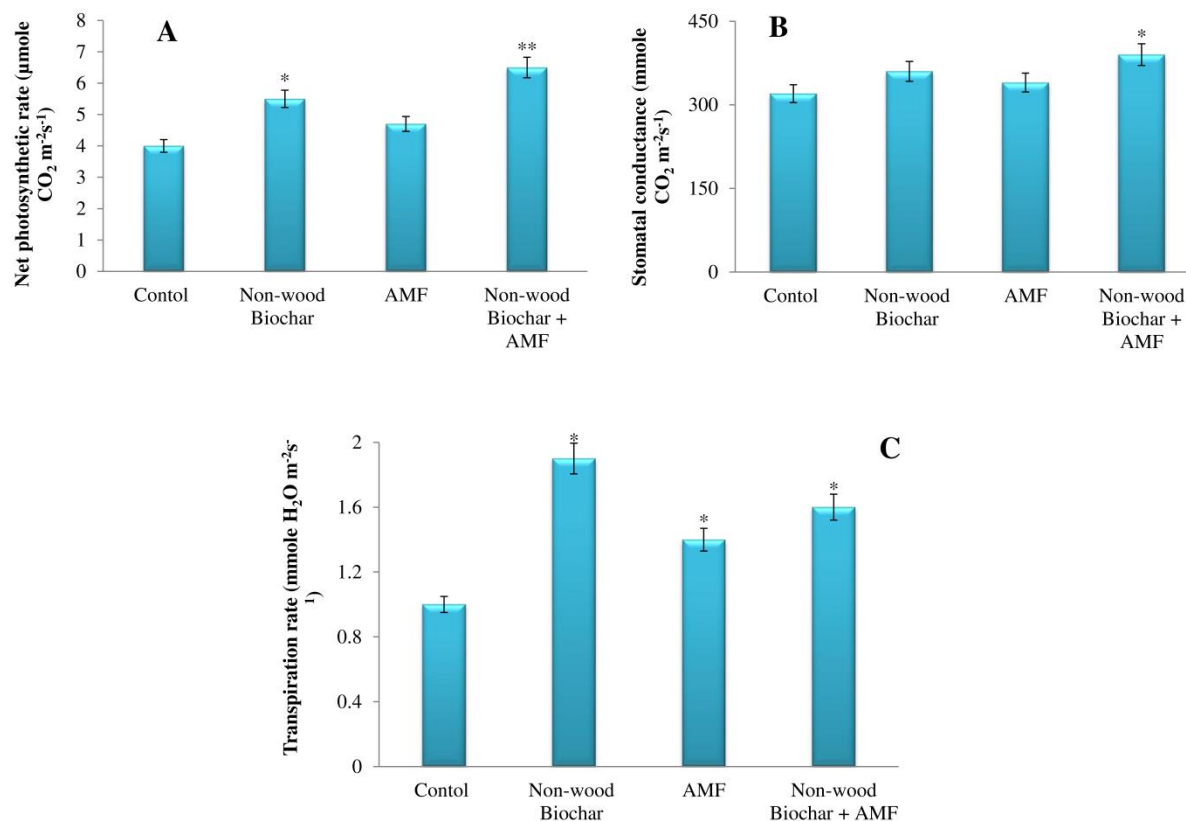 A
Net photosynthetic rate (µmole
CO₂ m⁻²s⁻¹)
8
7
6
5
4
3
2
1
0
*
**
Contol
Non-wood
Biochar
AMF
Non-wood
Biochar +
AMF
B
Stomatal conductance (mmole
CO₂ m⁻²s⁻¹)
450
300
150
0
*
Contol
Non-wood
Biochar
AMF
Non-wood
Biochar +
AMF
C
Transpiration rate (mmole H₂O m⁻²s⁻
¹)
2
1.6
1.2
0.8
0.4
0
*
*
*
Contol
Non-wood
Biochar
AMF
Non-wood
Biochar + AMF